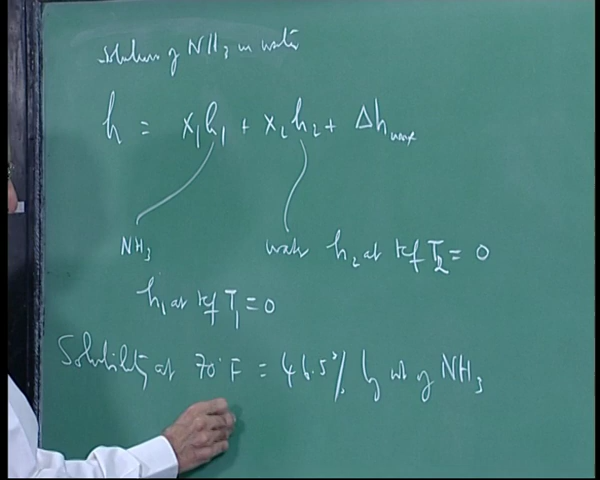 Solution of NH3 in water
h = x1h1 + x2h2 + Δhmix
NH3
water h2 at ref T2 = 0
h1 at ref T1 = 0
Solubility at 70°F = 46.5% by wt of NH3